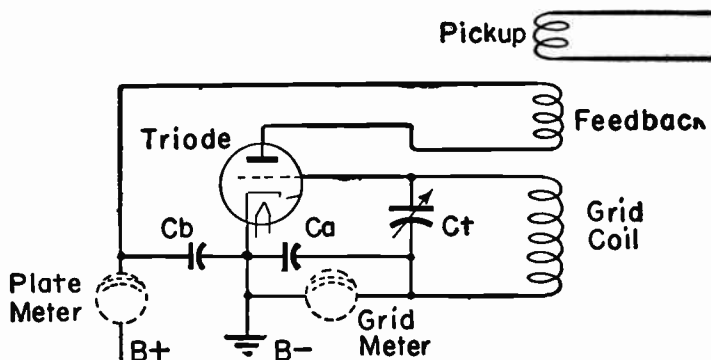 Pickup
Feedback
Triode
Cb
Ca
Ct
Grid
Coil
Plate
Meter
Grid
Meter
B+
B-